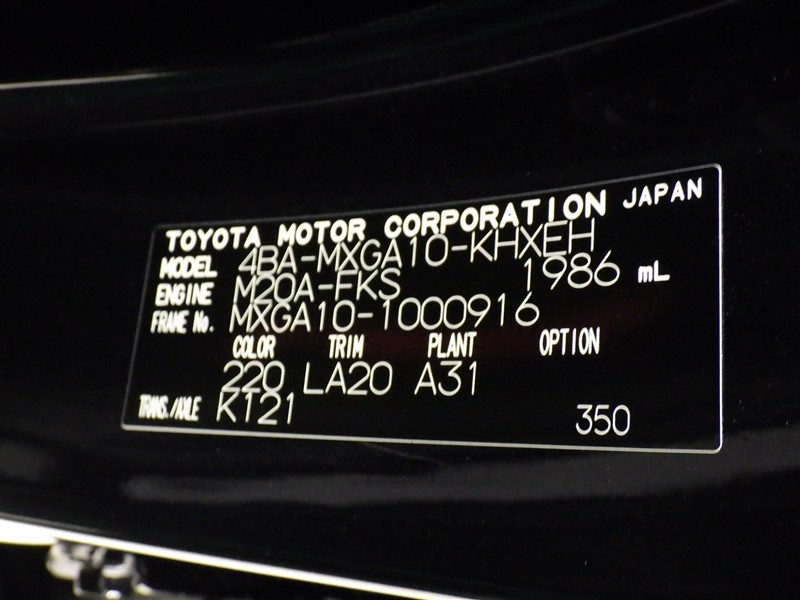 TOYOTA MOTOR CORPORATION JAPAN
MODEL 4BA-MXGA10-KHXEH
ENGINE M20A-FKS 1986 mL
FRAME No. MXGA10-1000916
COLOR TRIM PLANT OPTION
220 LA20 A31
TRANS./AXLE K121 350